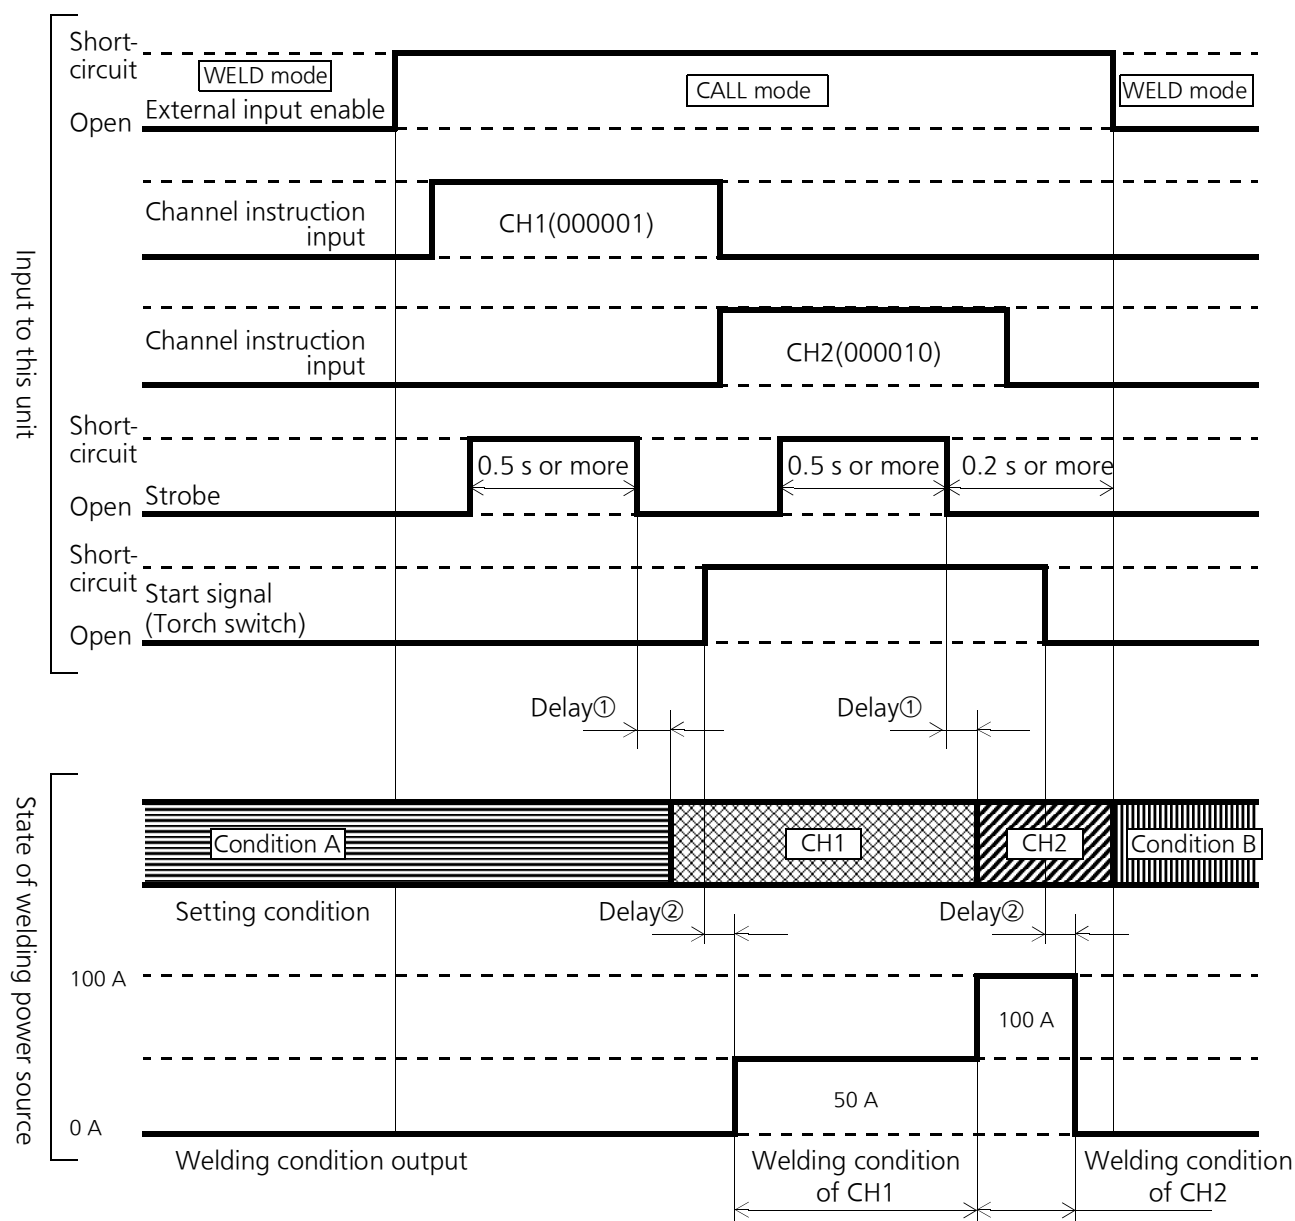 Short-
circuit
WELD mode
CALL mode
WELD mode
External input enable
Open
Channel instruction
input
CH1(000001)
Channel instruction
input
CH2(000010)
Input to this unit
Short-
circuit
0.5 s or more
0.5 s or more
0.2 s or more
Strobe
Open
Short-
circuit
Start signal
(Torch switch)
Open
Delay①
Delay①
Condition A
CH1
CH2
Condition B
Setting condition
Delay②
Delay②
State of welding power source
100 A
100 A
50 A
0 A
Welding condition output
Welding condition
of CH1
Welding condition
of CH2